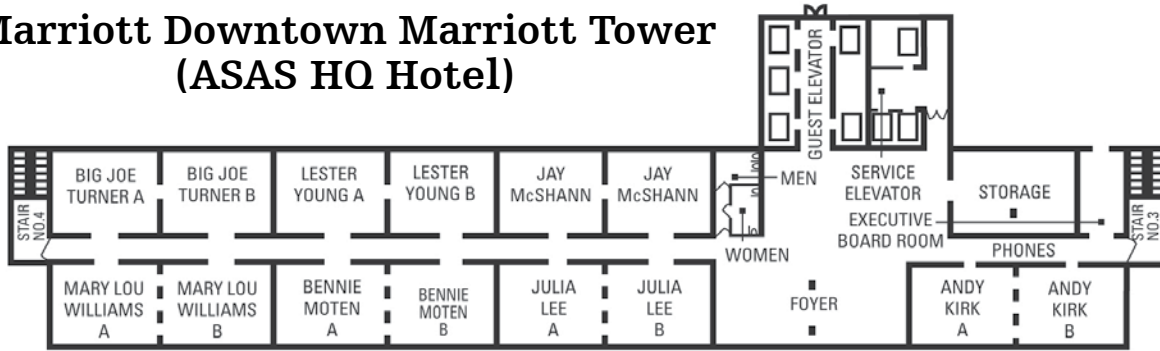 Marriott Downtown Marriott Tower
(ASAS HQ Hotel)
GUEST ELEVATOR
BIG JOE
TURNER A
BIG JOE
TURNER B
LESTER
YOUNG A
LESTER
YOUNG B
JAY
McSHANN
JAY
McSHANN
MEN
SERVICE
ELEVATOR
STORAGE
EXECUTIVE
BOARD ROOM
STAIR
NO.4
STAIR
NO.3
WOMEN
PHONES
MARY LOU
WILLIAMS
A
MARY LOU
WILLIAMS
B
BENNIE
MOTEN
A
BENNIE
MOTEN
B
JULIA
LEE
A
JULIA
LEE
B
FOYER
ANDY
KIRK
A
ANDY
KIRK
B